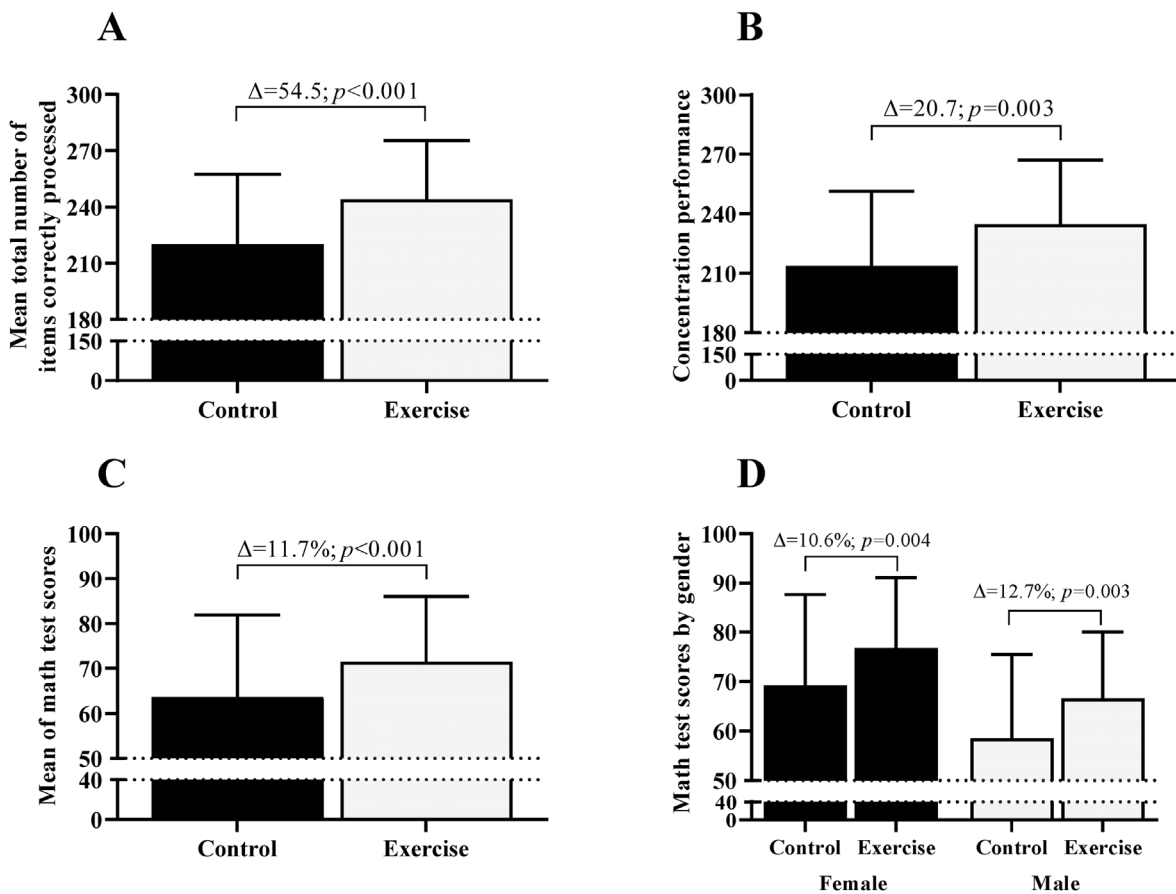 A
Mean total number of
items correctly processed
300
270
240
210
180
150
0
Δ=54.5; p<0.001
Control
Exercise
B
Concentration performance
300
270
240
210
180
150
0
Δ=20.7; p=0.003
Control
Exercise
C
Mean of math test scores
100
90
80
70
60
50
40
0
Δ=11.7%; p<0.001
Control
Exercise
D
Math test scores by gender
100
90
80
70
60
50
40
0
Δ=10.6%; p=0.004
Δ=12.7%; p=0.003
Control Exercise Control Exercise
Female Male